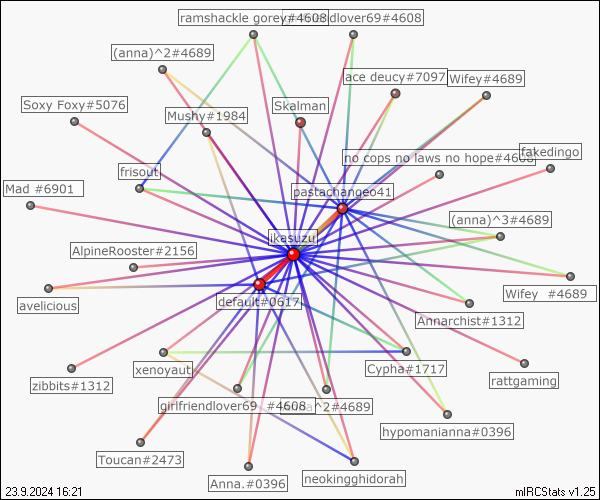 ramshackle gorey#4608
lover69#4608
(anna)^2#4689
ace deucy#7097
Wifey#4689
Soxy Foxy#5076
Skalman
Mushy#1984
no cops no laws no hope#4608
fakedingo
frisout
Mad #6901
pastachange041
(anna)^3#4689
ikasuzu
AlpineRooster#2156
avelicious
default#0617
Wifey #4689
Annarchist#1312
xenoyaut
Cypha#1717
zibbits#1312
rattgaming
girlfriendlover69 #4608
^2#4689
hypomanianna#0396
Toucan#2473
Anna.#0396
neokingghidorah
23.9.2024 16:21
mIRCStats v1.25